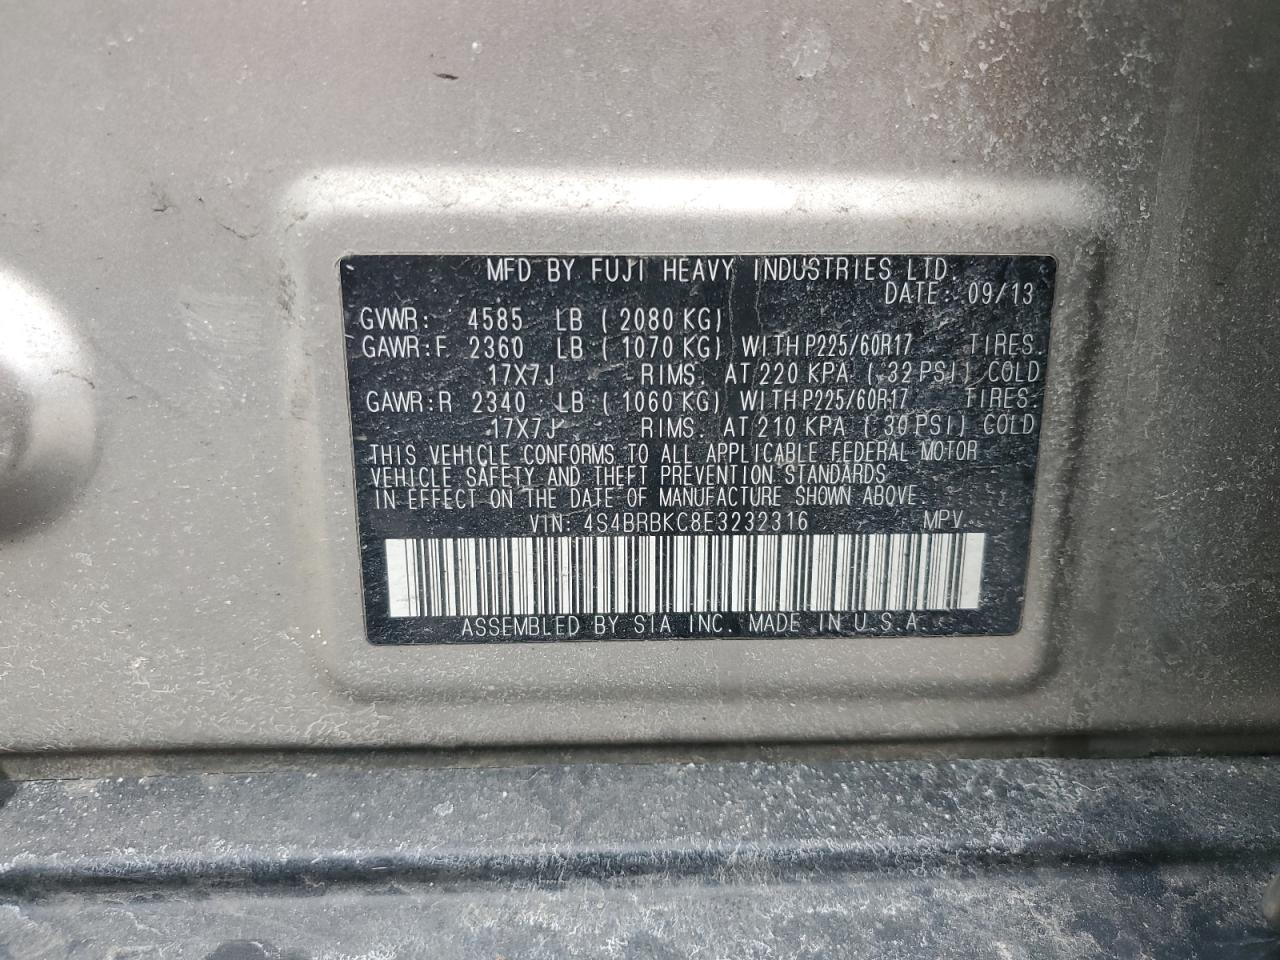 MFD BY FUJI HEAVY INDUSTRIES LTD.
DATE: 09/13
GVWR: 4585 LB (2080 KG)
GAWR:F 2360 LB (1070 KG) WITH P225/60R17 TIRES.
17X7J RIMS. AT 220 KPA (32 PSI) COLD
GAWR:R 2340 LB (1060 KG) WITH P225/60R17 TIRES.
17X7J RIMS. AT 210 KPA (30 PSI) COLD
THIS VEHICLE CONFORMS TO ALL APPLICABLE FEDERAL MOTOR
VEHICLE SAFETY AND THEFT PREVENTION STANDARDS
IN EFFECT ON THE DATE OF MANUFACTURE SHOWN ABOVE.
VIN: 4S4BRBKC8E3232316 MPV
ASSEMBLED BY SIA INC. MADE IN U.S.A